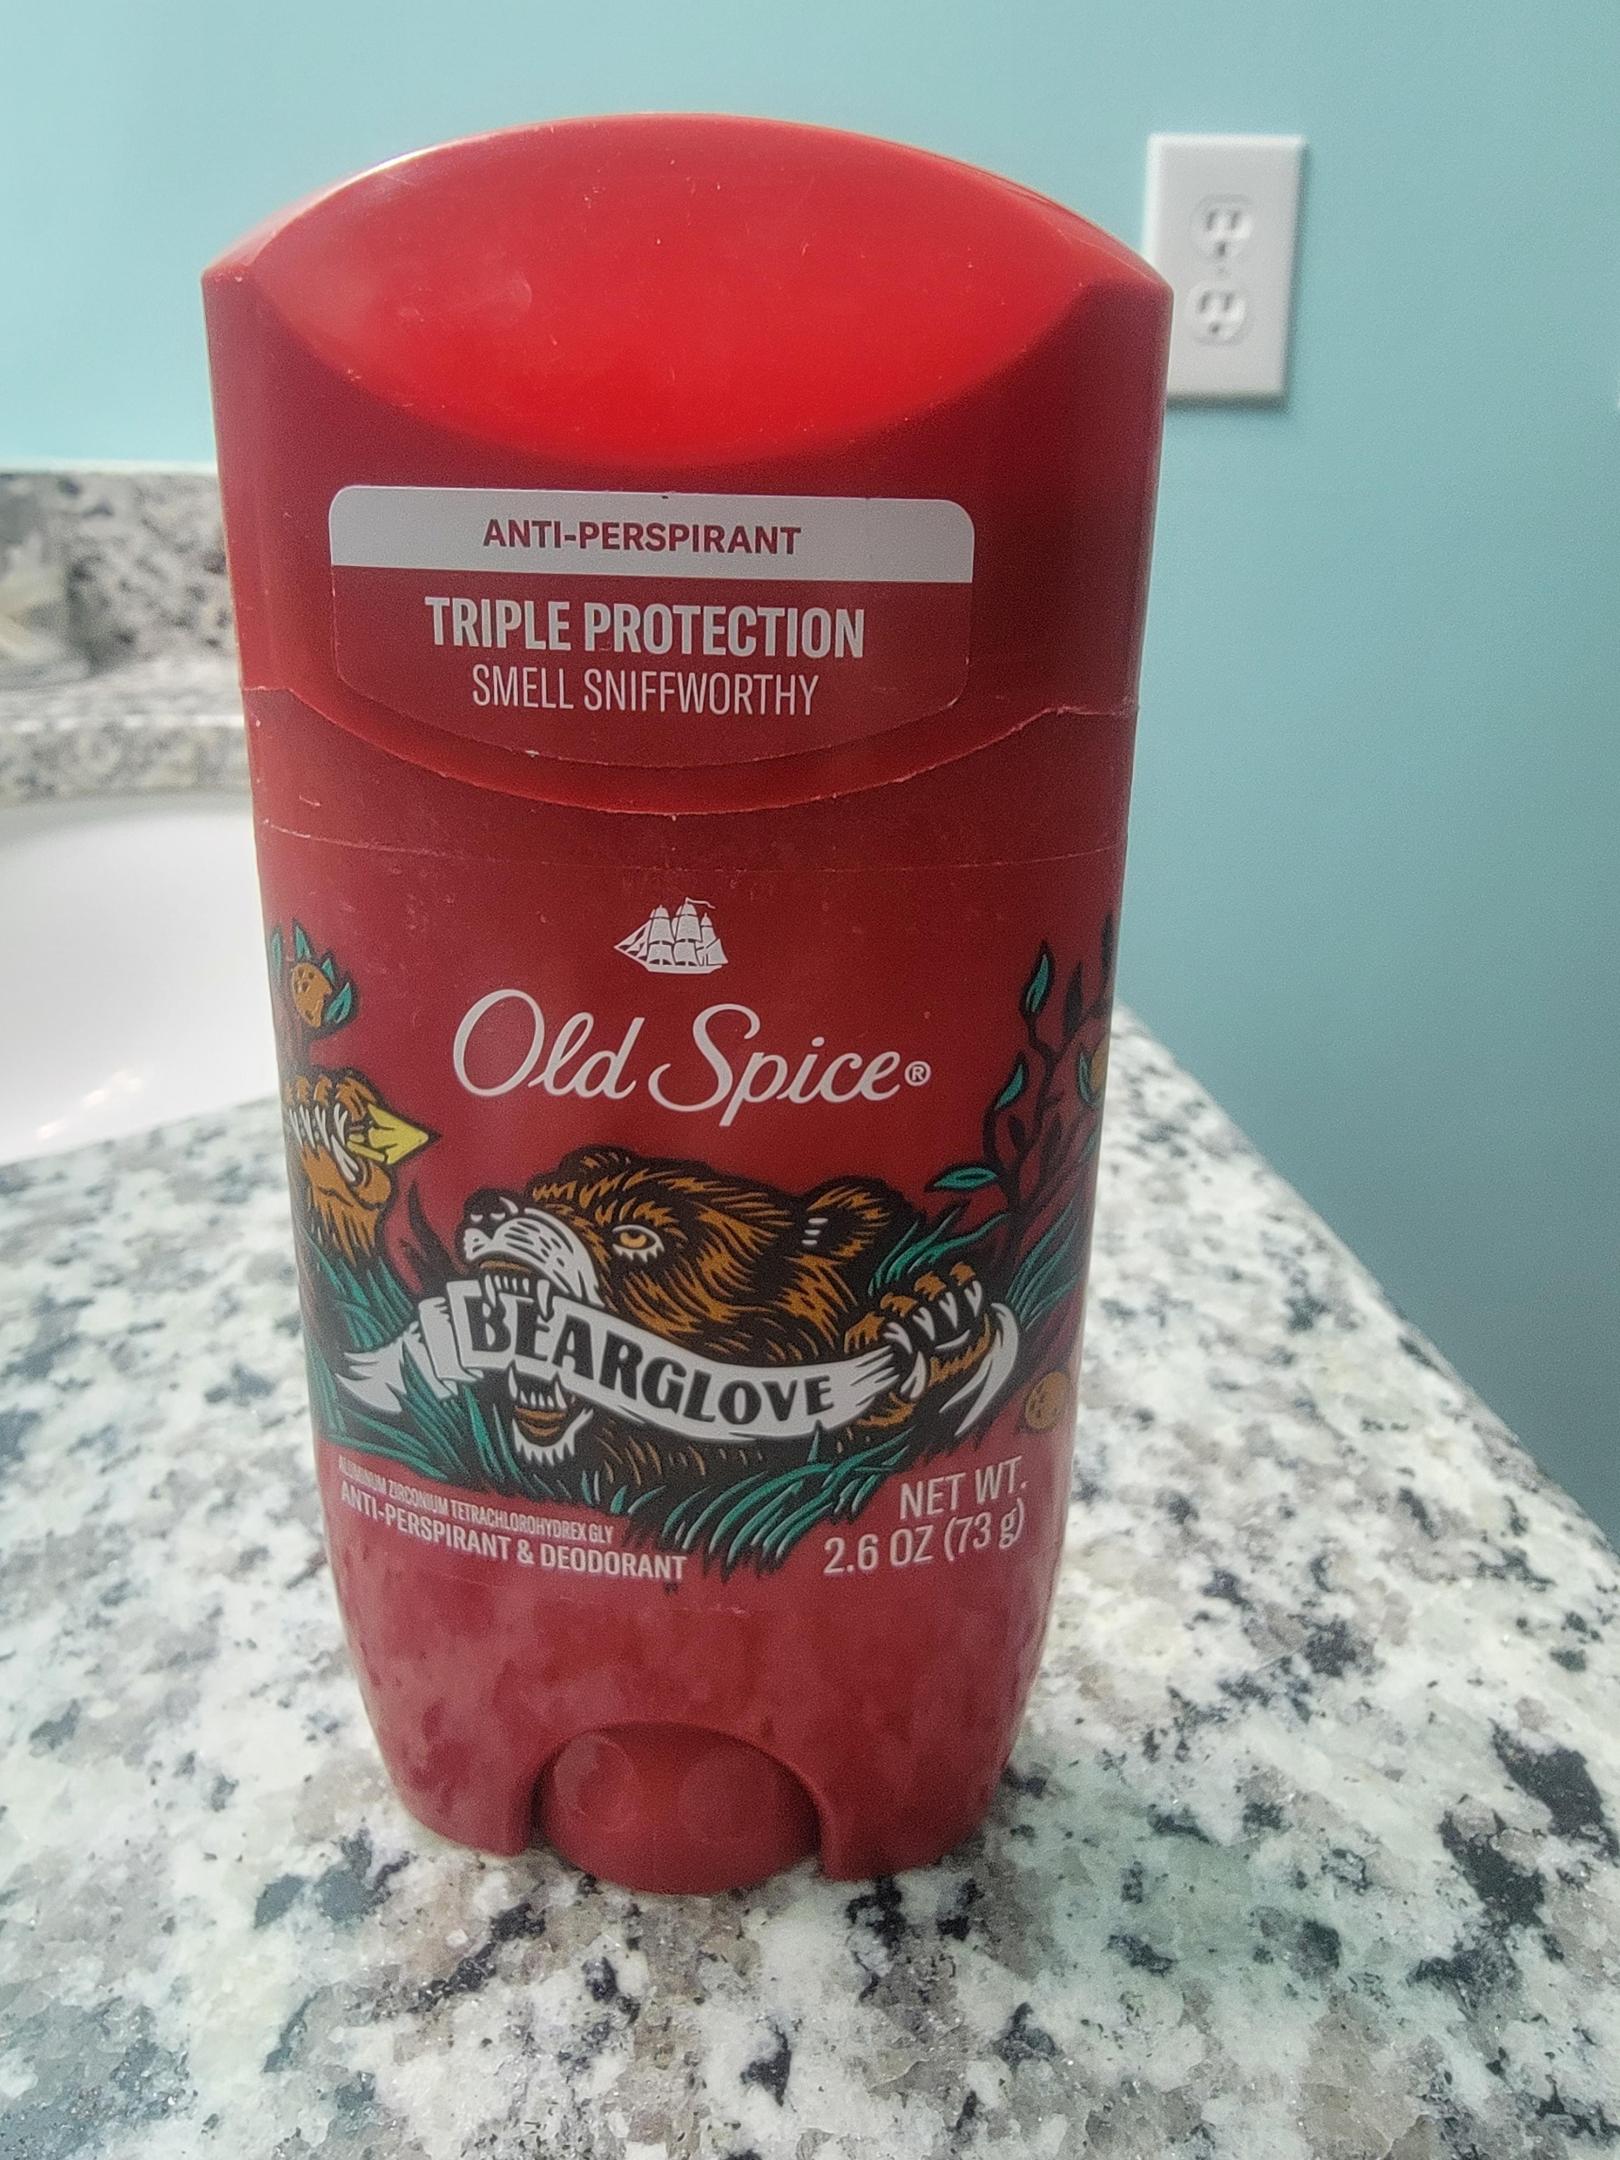 ANTI-PERSPIRANT
TRIPLE PROTECTION
SMELL SNIFFWORTHY
Old Spice®
BEARGLOVE
ALUMINUM ZIRCONIUM TETRACHLOROHYDREX GLY
ANTI-PERSPIRANT & DEODORANT
NET WT.
2.6 OZ (73 g)